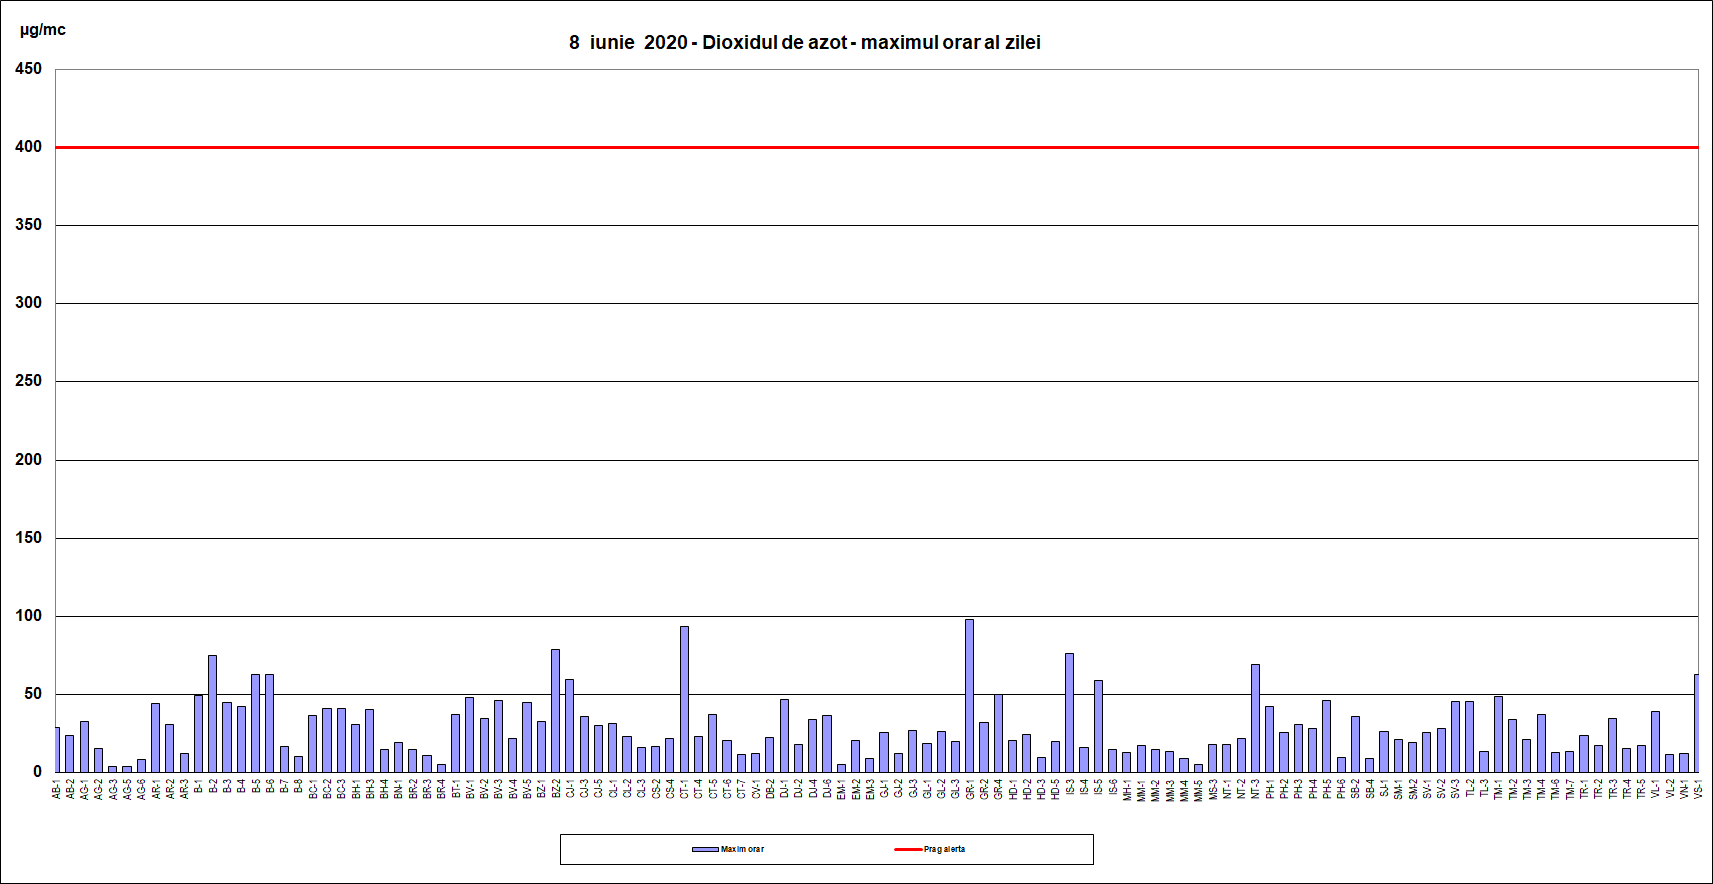 µg/mc
8 iunie 2020 - Dioxidul de azot - maximul orar al zilei
450
400
350
300
250
200
150
100
50
0
AB-1 AB-2 AG-1 AG-2 AG-3 AG-5 AG-6 AR-1 AR-2 AR-3 B-1 B-2 B-3 B-4 B-5 B-6 B-7 B-8 BC-1 BC-2 BC-3 BH-1 BH-3 BH-4 BN-1 BR-2 BR-3 BR-4 BT-1 BV-1 BV-2 BV-3 BV-4 BV-5 BZ-1 BZ-2 CJ-1 CJ-3 CJ-5 CL-1 CL-2 CL-3 CS-2 CS-4 CT-1 CT-4 CT-5 CT-6 CT-7 CV-1 DB-2 DJ-1 DJ-2 DJ-4 DJ-6 EM-1 EM-2 EM-3 GJ-1 GJ-2 GJ-3 GL-1 GL-2 GL-3 GR-1 GR-2 GR-4 HD-1 HD-2 HD-3 HD-5 IS-3 IS-4 IS-5 IS-6 MH-1 MM-1 MM-2 MM-3 MM-4 MM-5 MS-3 NT-1 NT-2 NT-3 PH-1 PH-2 PH-3 PH-4 PH-5 PH-6 SB-2 SB-4 SJ-1 SM-1 SM-2 SV-1 SV-2 SV-3 TL-2 TL-3 TM-1 TM-2 TM-3 TM-4 TM-6 TM-7 TR-1 TR-2 TR-3 TR-4 TR-5 VL-1 VL-2 VN-1 VS-1
Maxim orar Prag alerta